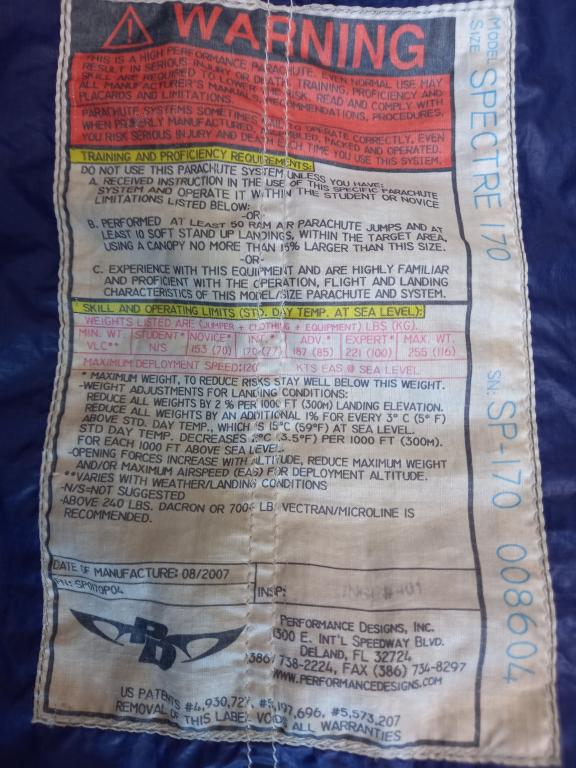 WARNING
THIS IS A HIGH PERFORMANCE PARACHUTE. EVEN NORMAL USE MAY
RESULT IN SERIOUS INJURY OR DEATH. TRAINING, PROFICIENCY AND
SKILL ARE REQUIRED TO LOWER THE RISK. READ AND COMPLY WITH
ALL MANUFACTURER'S MANUALS, RECOMMENDATIONS, PROCEDURES,
PLACARDS AND LIMITATIONS.
PARACHUTE SYSTEMS SOMETIMES FAIL TO OPERATE CORRECTLY, EVEN
WHEN PROPERLY MANUFACTURED, ASSEMBLED, PACKED AND OPERATED.
YOU RISK SERIOUS INJURY AND DEATH EACH TIME YOU USE THIS SYSTEM.
TRAINING AND PROFICIENCY REQUIREMENTS:
DO NOT USE THIS PARACHUTE SYSTEM UNLESS YOU HAVE:
A. RECEIVED INSTRUCTION IN THE USE OF THIS SPECIFIC PARACHUTE
SYSTEM AND OPERATE IT WITHIN THE STUDENT OR NOVICE
LIMITATIONS LISTED BELOW:
-OR-
B. PERFORMED AT LEAST 50 RAM AIR PARACHUTE JUMPS AND AT
LEAST 10 SOFT STAND UP LANDINGS, WITHIN THE TARGET AREA,
USING A CANOPY NO MORE THAN 15% LARGER THAN THIS SIZE.
-OR-
C. EXPERIENCE WITH THIS EQUIPMENT AND ARE HIGHLY FAMILIAR
AND PROFICIENT WITH THE OPERATION, FLIGHT AND LANDING
CHARACTERISTICS OF THIS MODEL/SIZE PARACHUTE AND SYSTEM.
SKILL AND OPERATING LIMITS (STD. DAY TEMP. AT SEA LEVEL):
WEIGHTS LISTED ARE (JUMPER + CLOTHING + EQUIPMENT) LBS (KG).
MIN. WT. STUDENT* NOVICE* INT.* ADV.* EXPERT* MAX. WT.
VLC** N/S 153 (70) 170 (77) 187 (85) 221 (100) 255 (116)
MAXIMUM DEPLOYMENT SPEED: 120 KTS EAS @ SEA LEVEL
* MAXIMUM WEIGHT, TO REDUCE RISKS STAY WELL BELOW THIS WEIGHT.
-WEIGHT ADJUSTMENTS FOR LANDING CONDITIONS:
REDUCE ALL WEIGHTS BY 2 % PER 1000 FT (300M) LANDING ELEVATION.
REDUCE ALL WEIGHTS BY AN ADDITIONAL 1% FOR EVERY 3° C (5° F)
ABOVE STD. DAY TEMP., WHICH IS 15°C (59°F) AT SEA LEVEL.
STD DAY TEMP. DECREASES 2°C (3.5°F) PER 1000 FT (300M).
FOR EACH 1000 FT ABOVE SEA LEVEL.
-OPENING FORCES INCREASE WITH ALTITUDE, REDUCE MAXIMUM WEIGHT
AND/OR MAXIMUM AIRSPEED (EAS) FOR DEPLOYMENT ALTITUDE.
**VARIES WITH WEATHER/LANDING CONDITIONS
-N/S=NOT SUGGESTED
-ABOVE 240 LBS. DACRON OR 700# LB VECTRAN/MICROLINE IS
RECOMMENDED.
DATE OF MANUFACTURE: 08/2007
PN: SP0170P04 INSP:
PD
PERFORMANCE DESIGNS, INC.
1300 E. INT'L SPEEDWAY BLVD.
DELAND, FL 32724
(386) 738-2224, FAX (386) 734-8297
WWW.PERFORMANCEDESIGNS.COM
US PATENTS #4,930,727, #5,197,696, #5,573,207
REMOVAL OF THIS LABEL VOIDS ALL WARRANTIES
MODEL SPECTRE 170
SIZE
SN: SP-170 008604